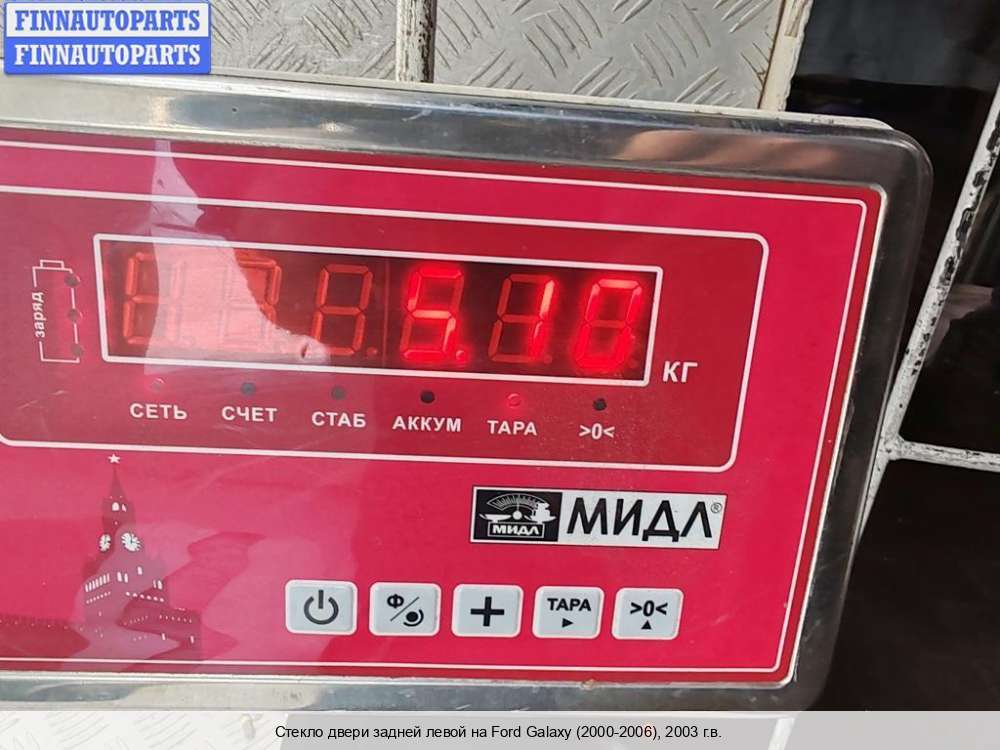 FINNAUTOPARTS
FINNAUTOPARTS
заряд
5.10
КГ
СЕТЬ СЧЕТ СТАБ АККУМ ТАРА >0<
МИДЛ МИДЛ®
Ф ТАРА >0<
Стекло двери задней левой на Ford Galaxy (2000-2006), 2003 г.в.